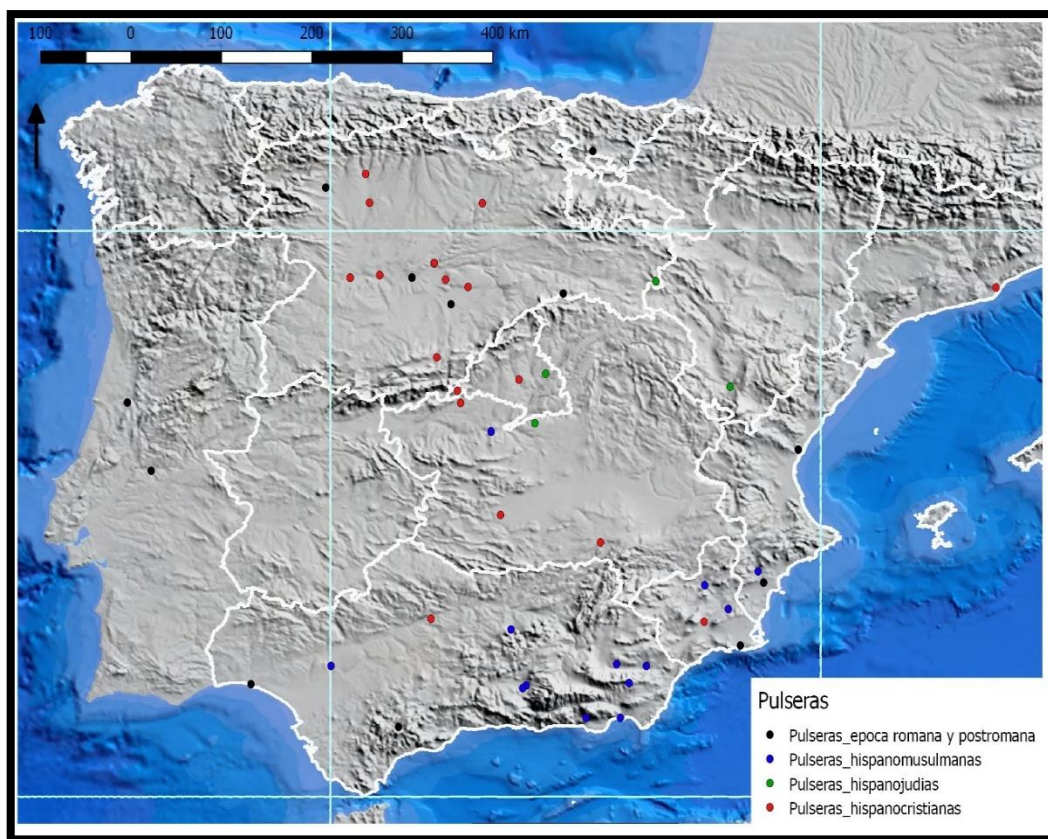 100 0 100 200 300 400 km
Pulseras
Pulseras_epoca romana y postromana
Pulseras_hispanomusulmanas
Pulseras_hispanojudias
Pulseras_hispanocristianas